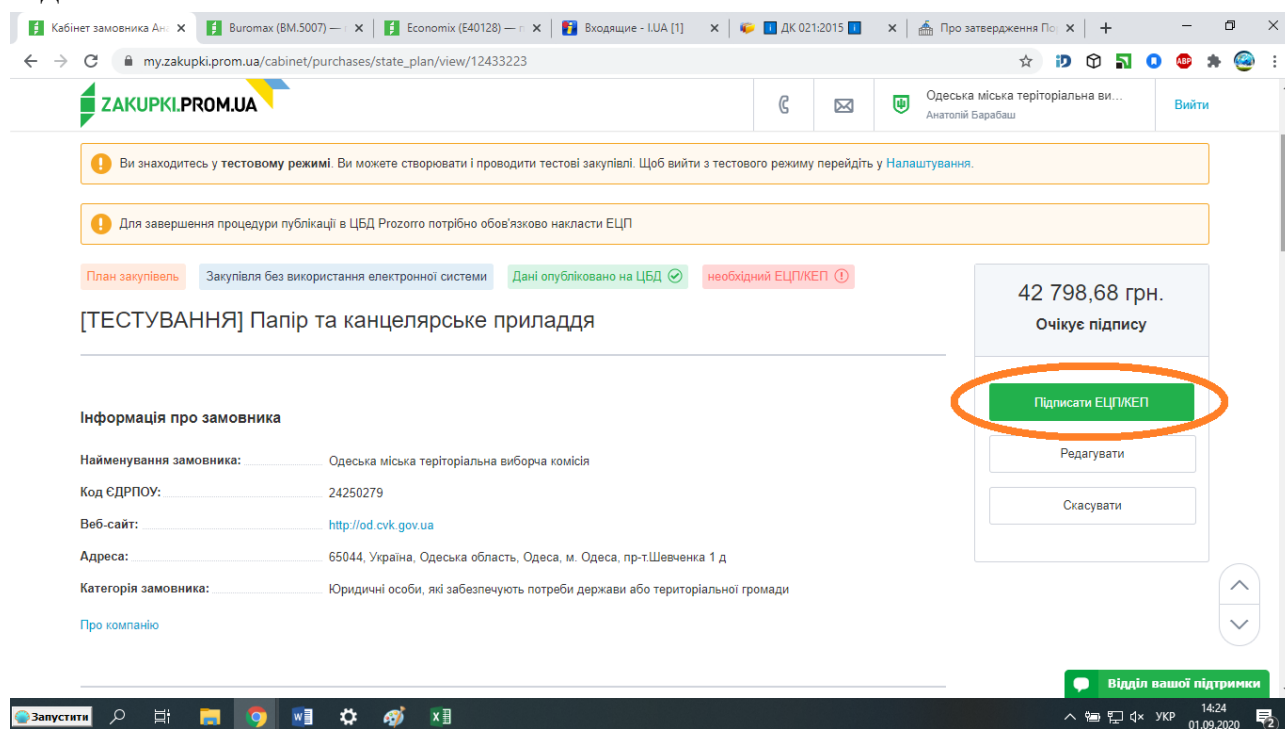 Кабінет замовника Ан
Buromax (BM.5007) —
Economix (E40128) —
Входящие - I.UA [1]
ДК 021:2015
Про затвердження По
my.zakupki.prom.ua/cabinet/purchases/state_plan/view/12433223
ZAKUPKI.PROM.UA
Одеська міська територіальна ви...
Анатолій Барабаш
Вийти
Ви знаходитесь у тестовому режимі. Ви можете створювати і проводити тестові закупівлі. Щоб вийти з тестового режиму перейдіть у Налаштування.
Для завершення процедури публікації в ЦБД Prozorro потрібно обов'язково накласти ЕЦП
План закупівель
Закупівля без використання електронної системи
Дані опубліковано на ЦБД
необхідний ЕЦП/КЕП
42 798,68 грн.
Очікує підпису
[ТЕСТУВАННЯ] Папір та канцелярське приладдя
Підписати ЕЦП/КЕП
Редагувати
Скасувати
Інформація про замовника
Найменування замовника: Одеська міська територіальна виборча комісія
Код ЄДРПОУ: 24250279
Веб-сайт: http://od.cvk.gov.ua
Адреса: 65044, Україна, Одеська область, Одеса, м. Одеса, пр-т.Шевченка 1 д
Категорія замовника: Юридичні особи, які забезпечують потреби держави або територіальної громади
Про компанію
Відділ вашої підтримки
Запустити
УКР
14:24
01.09.2020